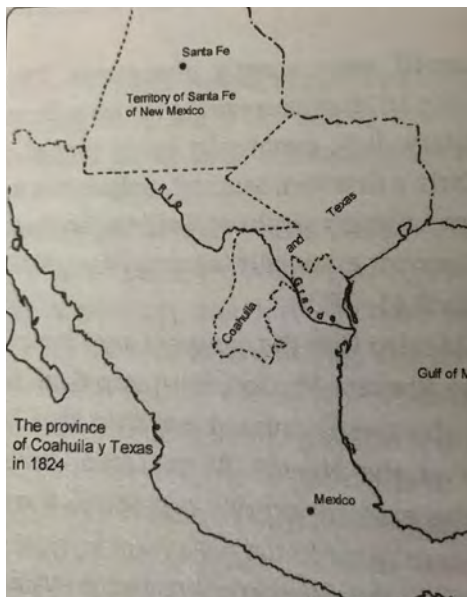 Santa Fe
Territory of Santa Fe
of New Mexico
Rio
Grande
Coahuila
and
Texas
Gulf of M
The province
of Coahuila y Texas
in 1824
Mexico